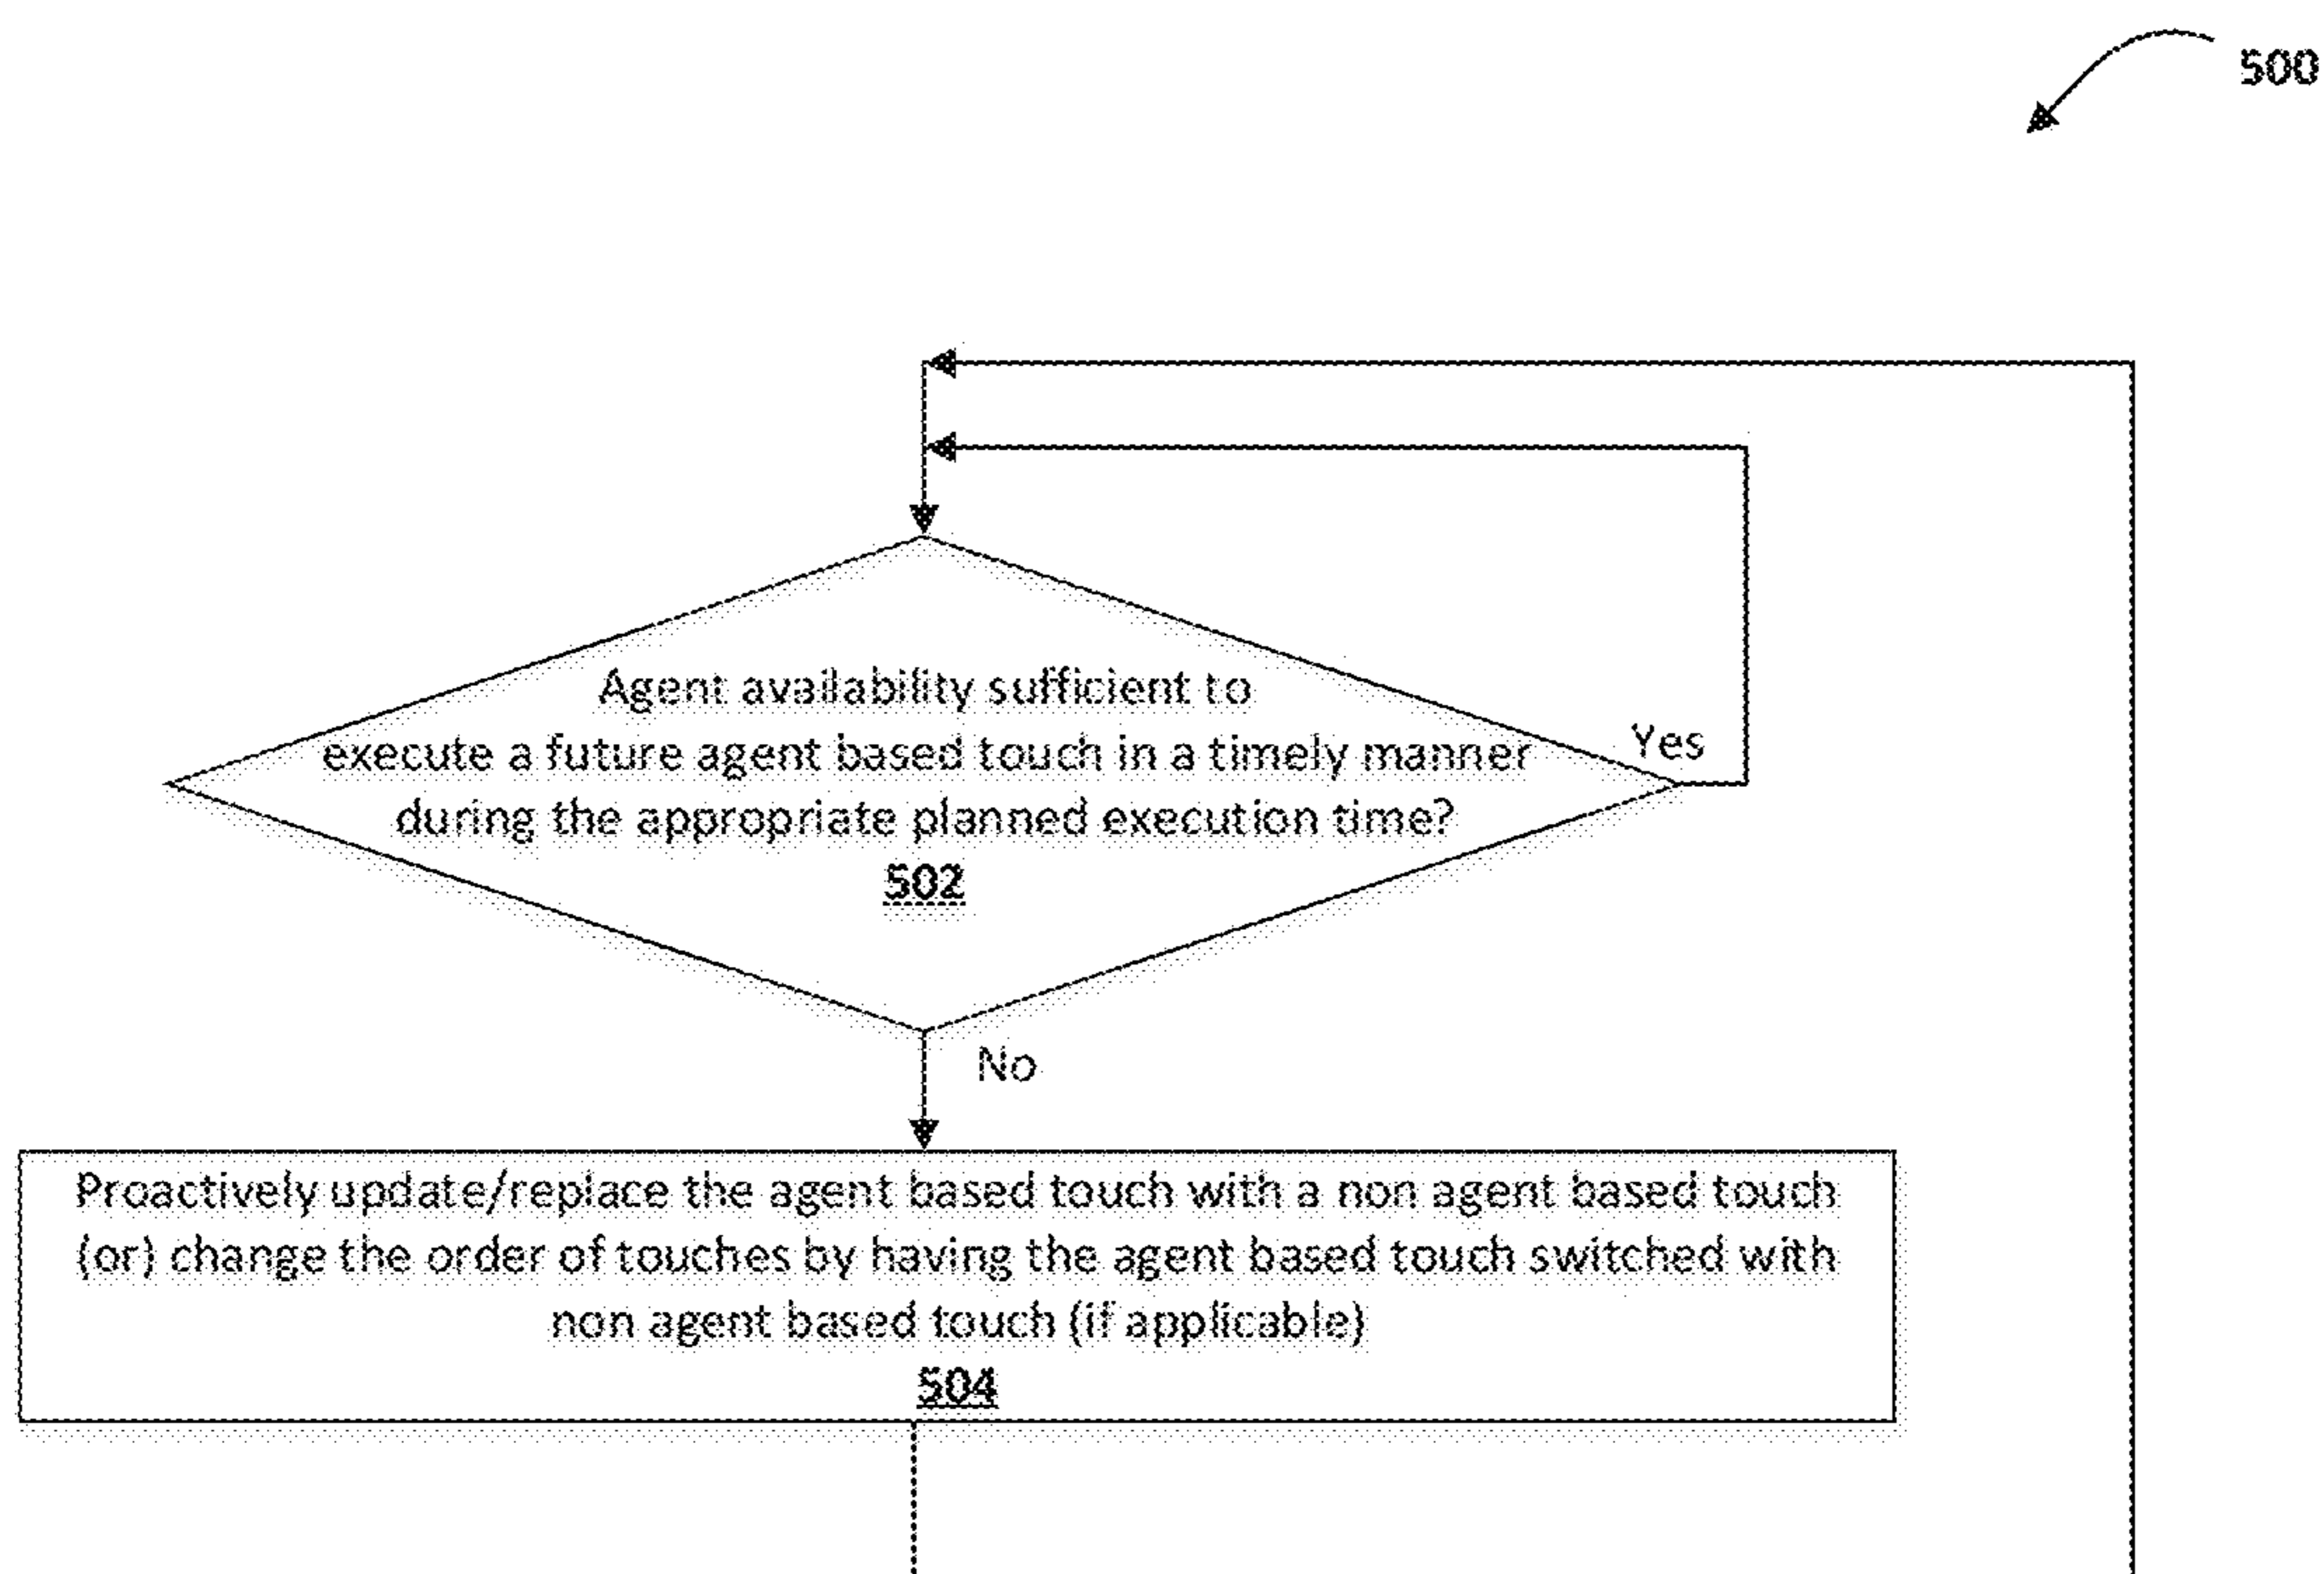 500
Agent availability sufficient to
execute a future agent based touch in a timely manner
during the appropriate planned execution time?
502
Yes
No
Proactively update/replace the agent based touch with a non agent based touch
(or) change the order of touches by having the agent based touch switched with
non agent based touch (if applicable)
504